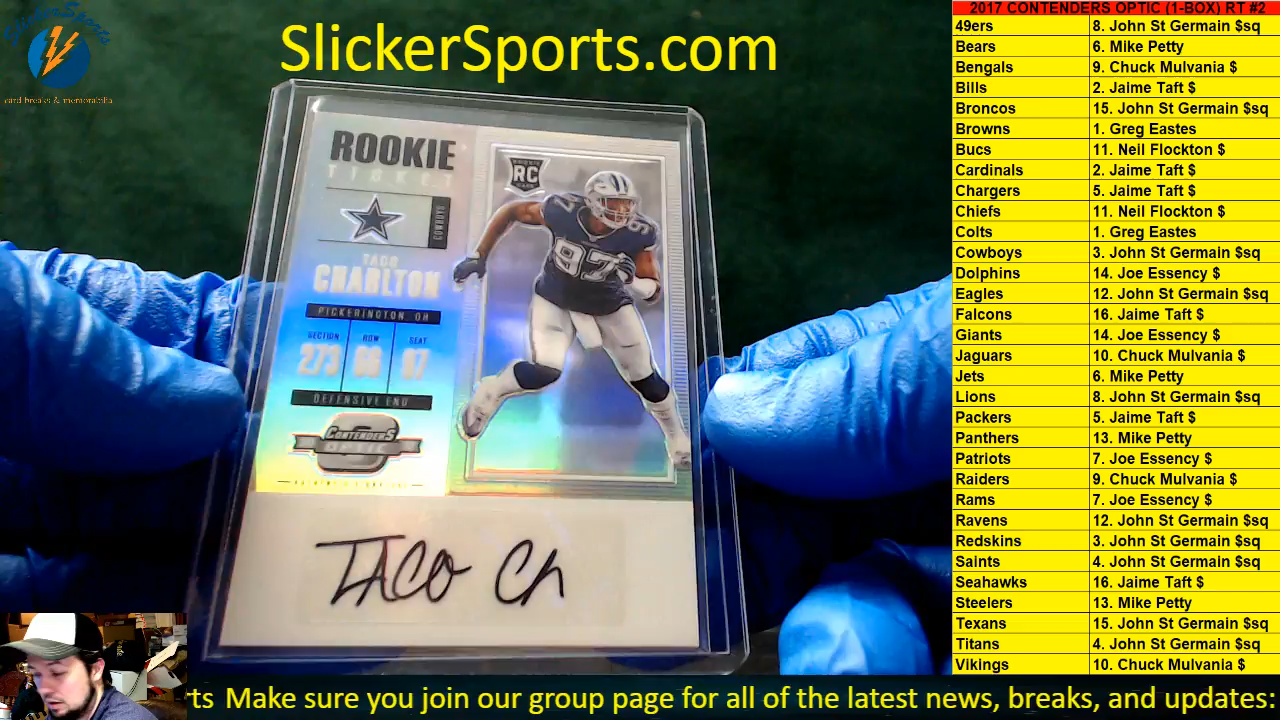 SlickerSports
card breaks & memorabilia
SlickerSports.com
ROOKIE
TICKET
RC
COWBOYS
TACO
CHARLTON
PICKERINGTON, OH
SECTION ROW SEAT
273
DEFENSIVE END
CONTENDERS
OPTIC
97
TACO Ch
2017 CONTENDERS OPTIC (1-BOX) RT #2
49ers 8. John St Germain $sq
Bears 6. Mike Petty
Bengals 9. Chuck Mulvania $
Bills 2. Jaime Taft $
Broncos 15. John St Germain $sq
Browns 1. Greg Eastes
Bucs 11. Neil Flockton $
Cardinals 2. Jaime Taft $
Chargers 5. Jaime Taft $
Chiefs 11. Neil Flockton $
Colts 1. Greg Eastes
Cowboys 3. John St Germain $sq
Dolphins 14. Joe Essency $
Eagles 12. John St Germain $sq
Falcons 16. Jaime Taft $
Giants 14. Joe Essency $
Jaguars 10. Chuck Mulvania $
Jets 6. Mike Petty
Lions 8. John St Germain $sq
Packers 5. Jaime Taft $
Panthers 13. Mike Petty
Patriots 7. Joe Essency $
Raiders 9. Chuck Mulvania $
Rams 7. Joe Essency $
Ravens 12. John St Germain $sq
Redskins 3. John St Germain $sq
Saints 4. John St Germain $sq
Seahawks 16. Jaime Taft $
Steelers 13. Mike Petty
Texans 15. John St Germain $sq
Titans 4. John St Germain $sq
Vikings 10. Chuck Mulvania $
rts Make sure you join our group page for all of the latest news, breaks, and updates: